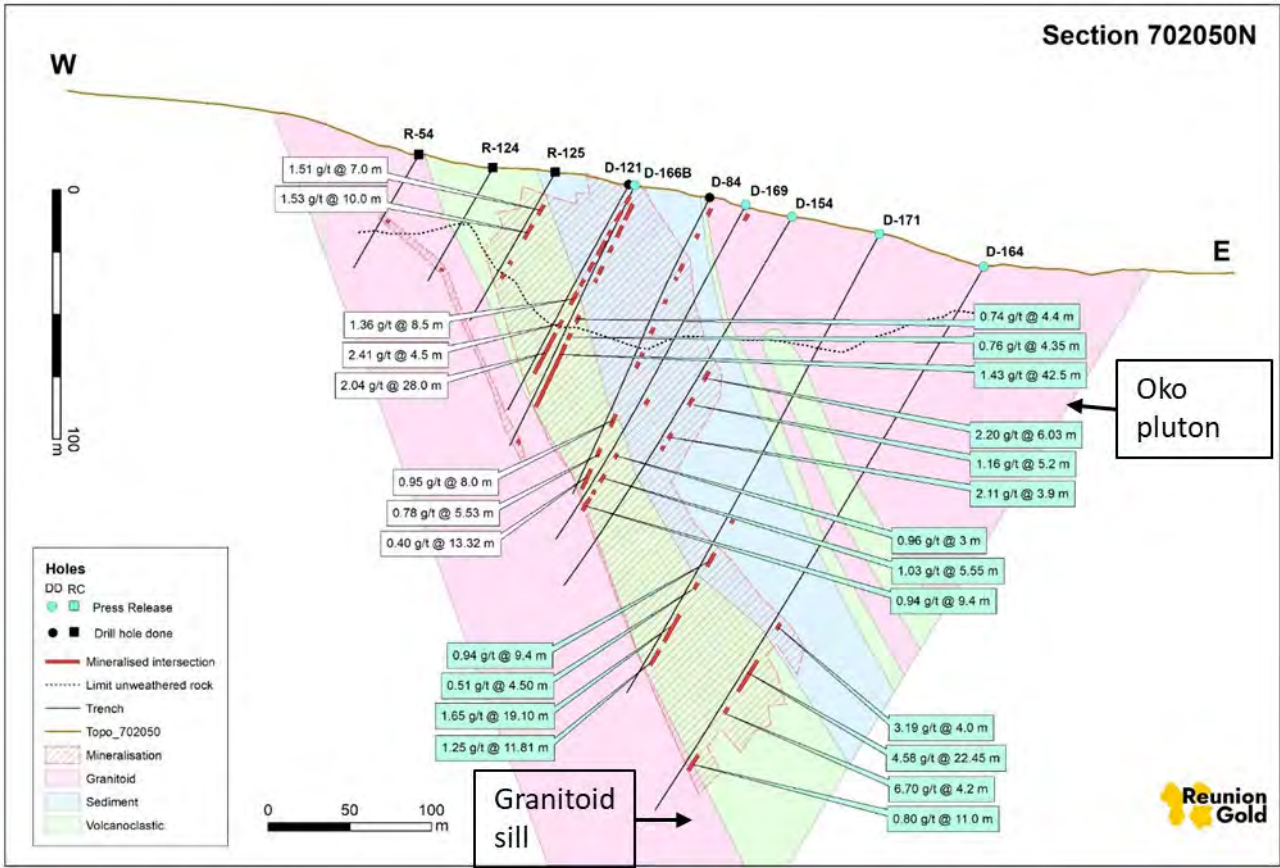 Section 702050N
W
R-54
R-124
R-125
D-121
D-166B
D-84
D-169
D-154
D-171
D-164
E
1.51 g/t @ 7.0 m
1.53 g/t @ 10.0 m
1.36 g/t @ 8.5 m
2.41 g/t @ 4.5 m
2.04 g/t @ 28.0 m
0.95 g/t @ 8.0 m
0.78 g/t @ 5.53 m
0.40 g/t @ 13.32 m
0.94 g/t @ 9.4 m
0.51 g/t @ 4.50 m
1.65 g/t @ 19.10 m
1.25 g/t @ 11.81 m
0.74 g/t @ 4.4 m
0.76 g/t @ 4.35 m
1.43 g/t @ 42.5 m
2.20 g/t @ 6.03 m
1.16 g/t @ 5.2 m
2.11 g/t @ 3.9 m
0.96 g/t @ 3 m
1.03 g/t @ 5.55 m
0.94 g/t @ 9.4 m
3.19 g/t @ 4.0 m
4.58 g/t @ 22.45 m
6.70 g/t @ 4.2 m
0.80 g/t @ 11.0 m
Oko
pluton
Granitoid
sill
0
100
m
Holes
DD RC
Press Release
Drill hole done
Mineralised intersection
Limit unweathered rock
Trench
Topo_702050
Mineralisation
Granitoid
Sediment
Volcanoclastic
0 50 100
m
Reunion
Gold